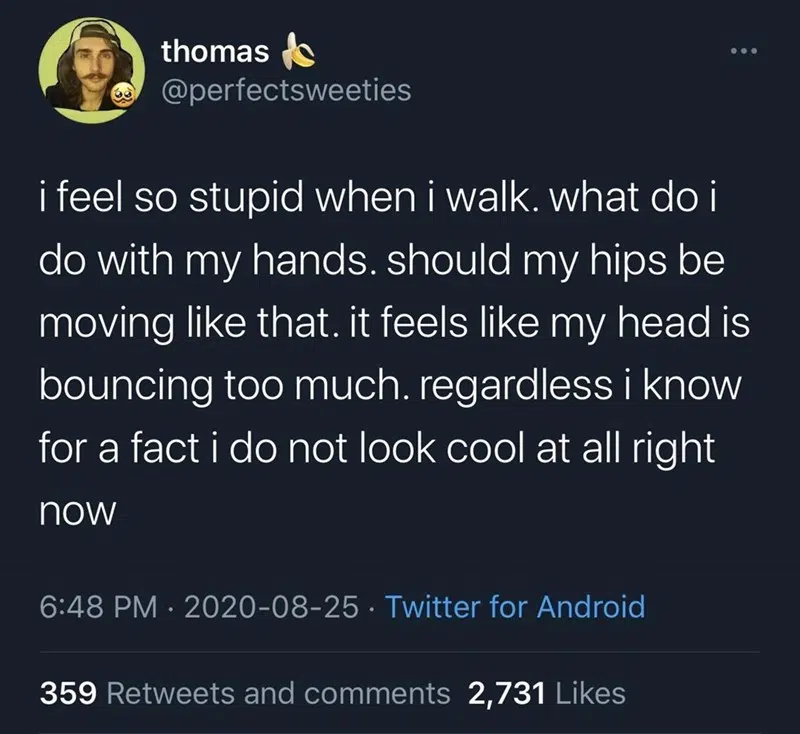 thomas 🍌
@perfectsweeties
i feel so stupid when i walk. what do i
do with my hands. should my hips be
moving like that. it feels like my head is
bouncing too much. regardless i know
for a fact i do not look cool at all right
now
6:48 PM · 2020-08-25 · Twitter for Android
359 Retweets and comments 2,731 Likes